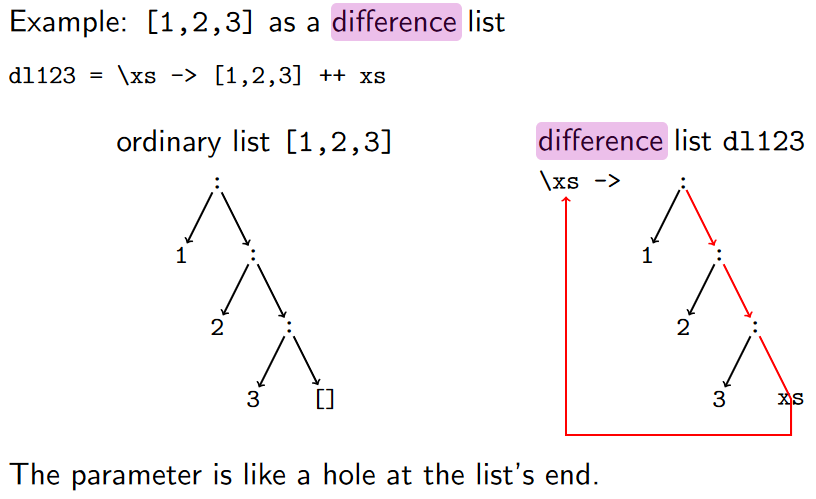 Example: [1,2,3] as a difference list
dl123 = \xs -> [1,2,3] ++ xs
ordinary list [1,2,3]
:
1 :
2 :
3 []
difference list dl123
\xs -> :
1 :
2 :
3 xs
The parameter is like a hole at the list's end.